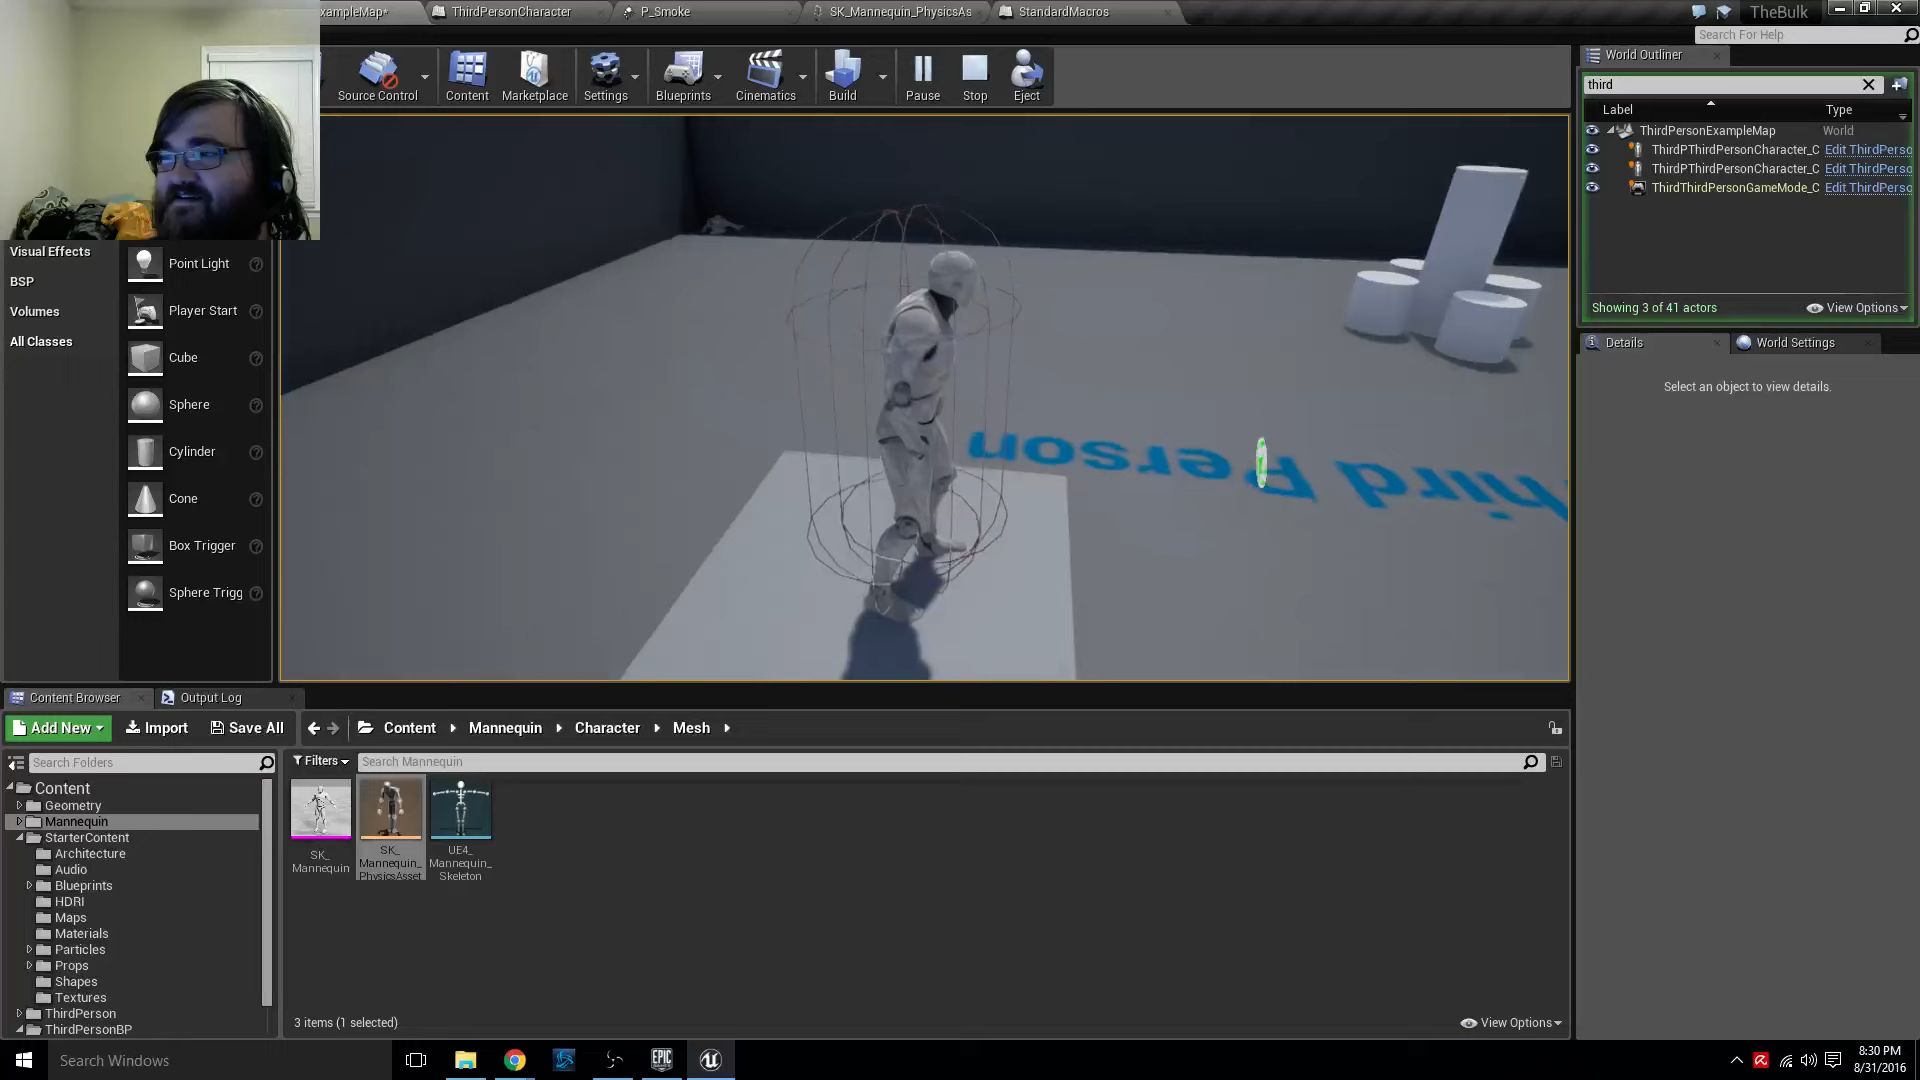 ExampleMap*
ThirdPersonCharacter
P_Smoke
SK_Mannequin_PhysicsAs
StandardMacros
TheBulk
Search For Help
Source Control
Content
Marketplace
Settings
Blueprints
Cinematics
Build
Pause
Stop
Eject
World Outliner
third
Label
Type
ThirdPersonExampleMap
World
ThirdPThirdPersonCharacter_C
Edit ThirdPerso
ThirdPThirdPersonCharacter_C
Edit ThirdPerso
ThirdThirdPersonGameMode_C
Edit ThirdPerso
Showing 3 of 41 actors
View Options
Details
World Settings
Select an object to view details.
Visual Effects
BSP
Volumes
All Classes
Point Light
Player Start
Cube
Sphere
Cylinder
Cone
Box Trigger
Sphere Trigg
Third Person
Content Browser
Output Log
Add New
Import
Save All
Content
Mannequin
Character
Mesh
Search Folders
Filters
Search Mannequin
Content
Geometry
Mannequin
StarterContent
Architecture
Audio
Blueprints
HDRI
Maps
Materials
Particles
Props
Shapes
Textures
ThirdPerson
ThirdPersonBP
SK_
Mannequin
SK_
Mannequin_
PhysicsAsset
UE4_
Mannequin_
Skeleton
3 items (1 selected)
View Options
Search Windows
EPIC
GAMES
8:30 PM
8/31/2016